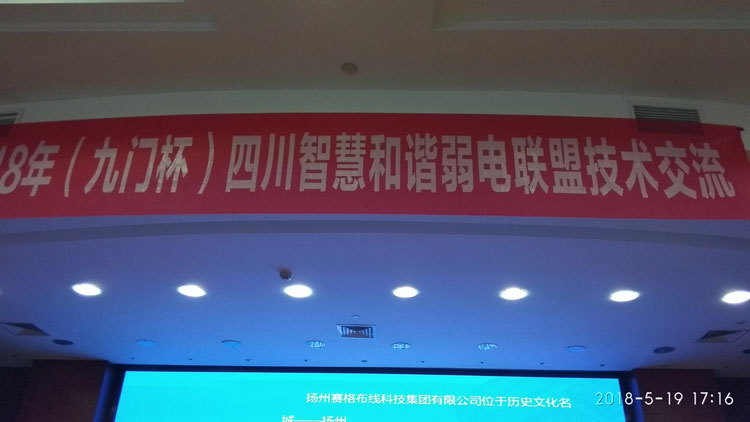 18年(九门杯)四川智慧和谐弱电联盟技术交流
扬州赛格布线科技集团有限公司位于历史文化名
城——扬州
2018-5-19 17:16